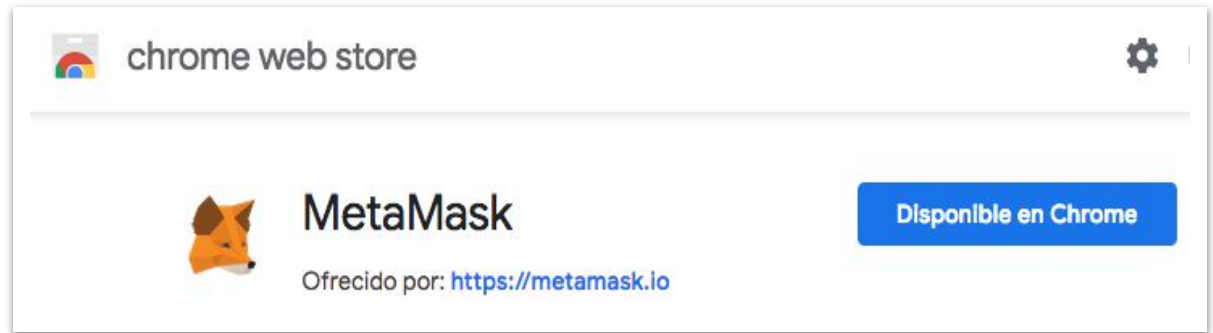 chrome web store
MetaMask
Disponible en Chrome
Ofrecido por: https://metamask.io